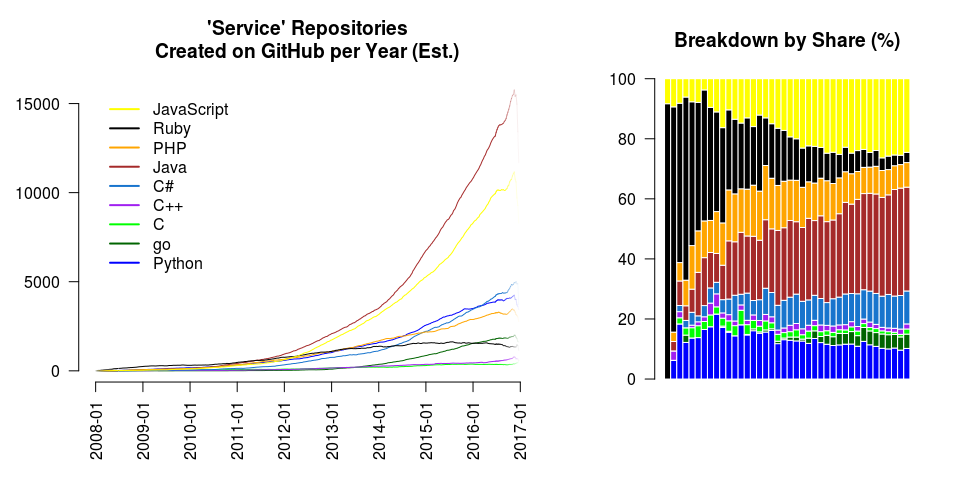 'Service' Repositories
Created on GitHub per Year (Est.)
15000
10000
5000
0
JavaScript
Ruby
PHP
Java
C#
C++
C
go
Python
2008-01
2009-01
2010-01
2011-01
2012-01
2013-01
2014-01
2015-01
2016-01
2017-01
Breakdown by Share (%)
100
80
60
40
20
0